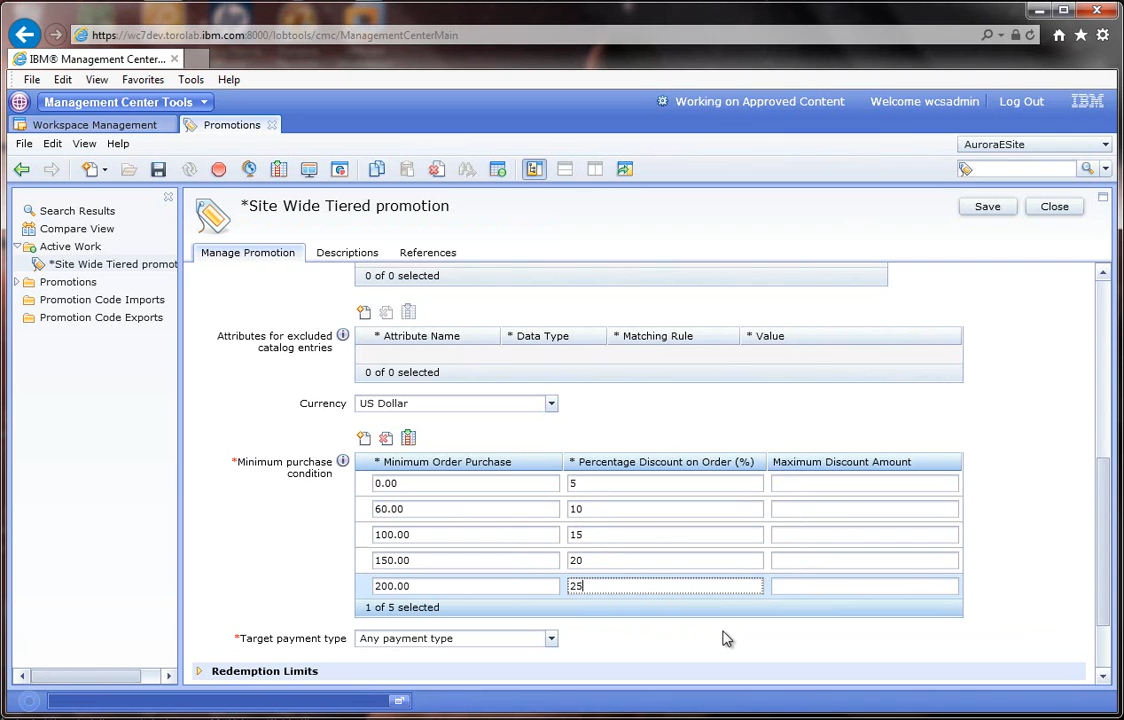 https://wc7dev.torolab.ibm.com:8000/lobtools/cmc/ManagementCenterMain
IBM® Management Center...
File Edit View Favorites Tools Help
Management Center Tools Working on Approved Content Welcome wcsadmin Log Out IBM
Workspace Management Promotions
File Edit View Help AuroraESite
Search Results
Compare View
Active Work
*Site Wide Tiered promot
Promotions
Promotion Code Imports
Promotion Code Exports
*Site Wide Tiered promotion Save Close
Manage Promotion Descriptions References
0 of 0 selected
Attributes for excluded catalog entries
* Attribute Name * Data Type * Matching Rule * Value
0 of 0 selected
Currency US Dollar
*Minimum purchase condition
* Minimum Order Purchase * Percentage Discount on Order (%) Maximum Discount Amount
0.00 5
60.00 10
100.00 15
150.00 20
200.00 25
1 of 5 selected
*Target payment type Any payment type
Redemption Limits